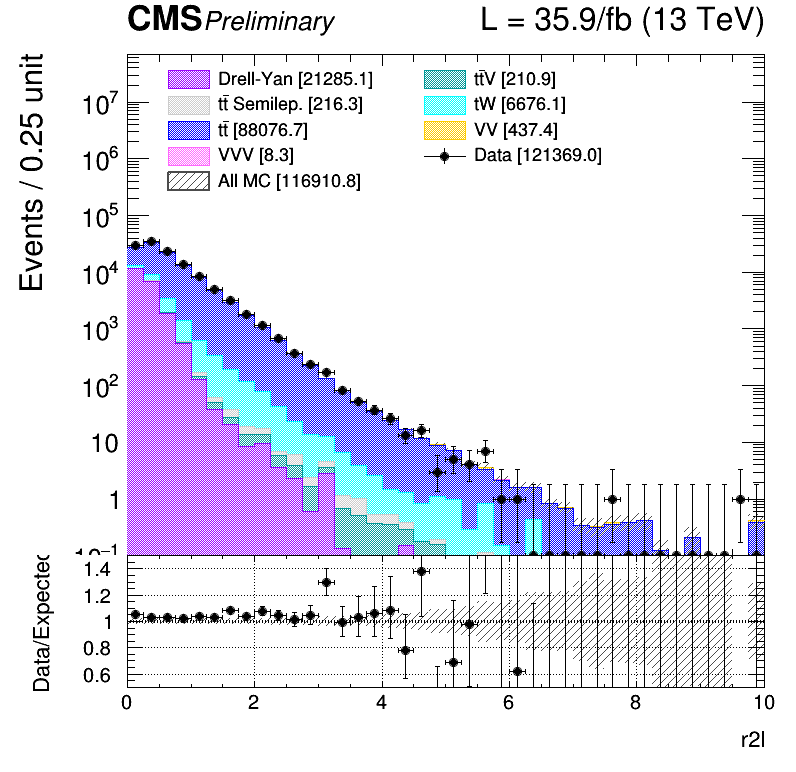 CMS Preliminary L = 35.9/fb (13 TeV)
Drell-Yan [21285.1] tt̄V [210.9]
tt̄ Semilep. [216.3] tW [6676.1]
tt̄ [88076.7] VV [437.4]
VVV [8.3] Data [121369.0]
All MC [116910.8]
Events / 0.25 unit
10⁷
10⁶
10⁵
10⁴
10³
10²
10
1
10⁻¹
Data/Expected
1.4
1.2
1
0.8
0.6
0 2 4 6 8 10
r2l